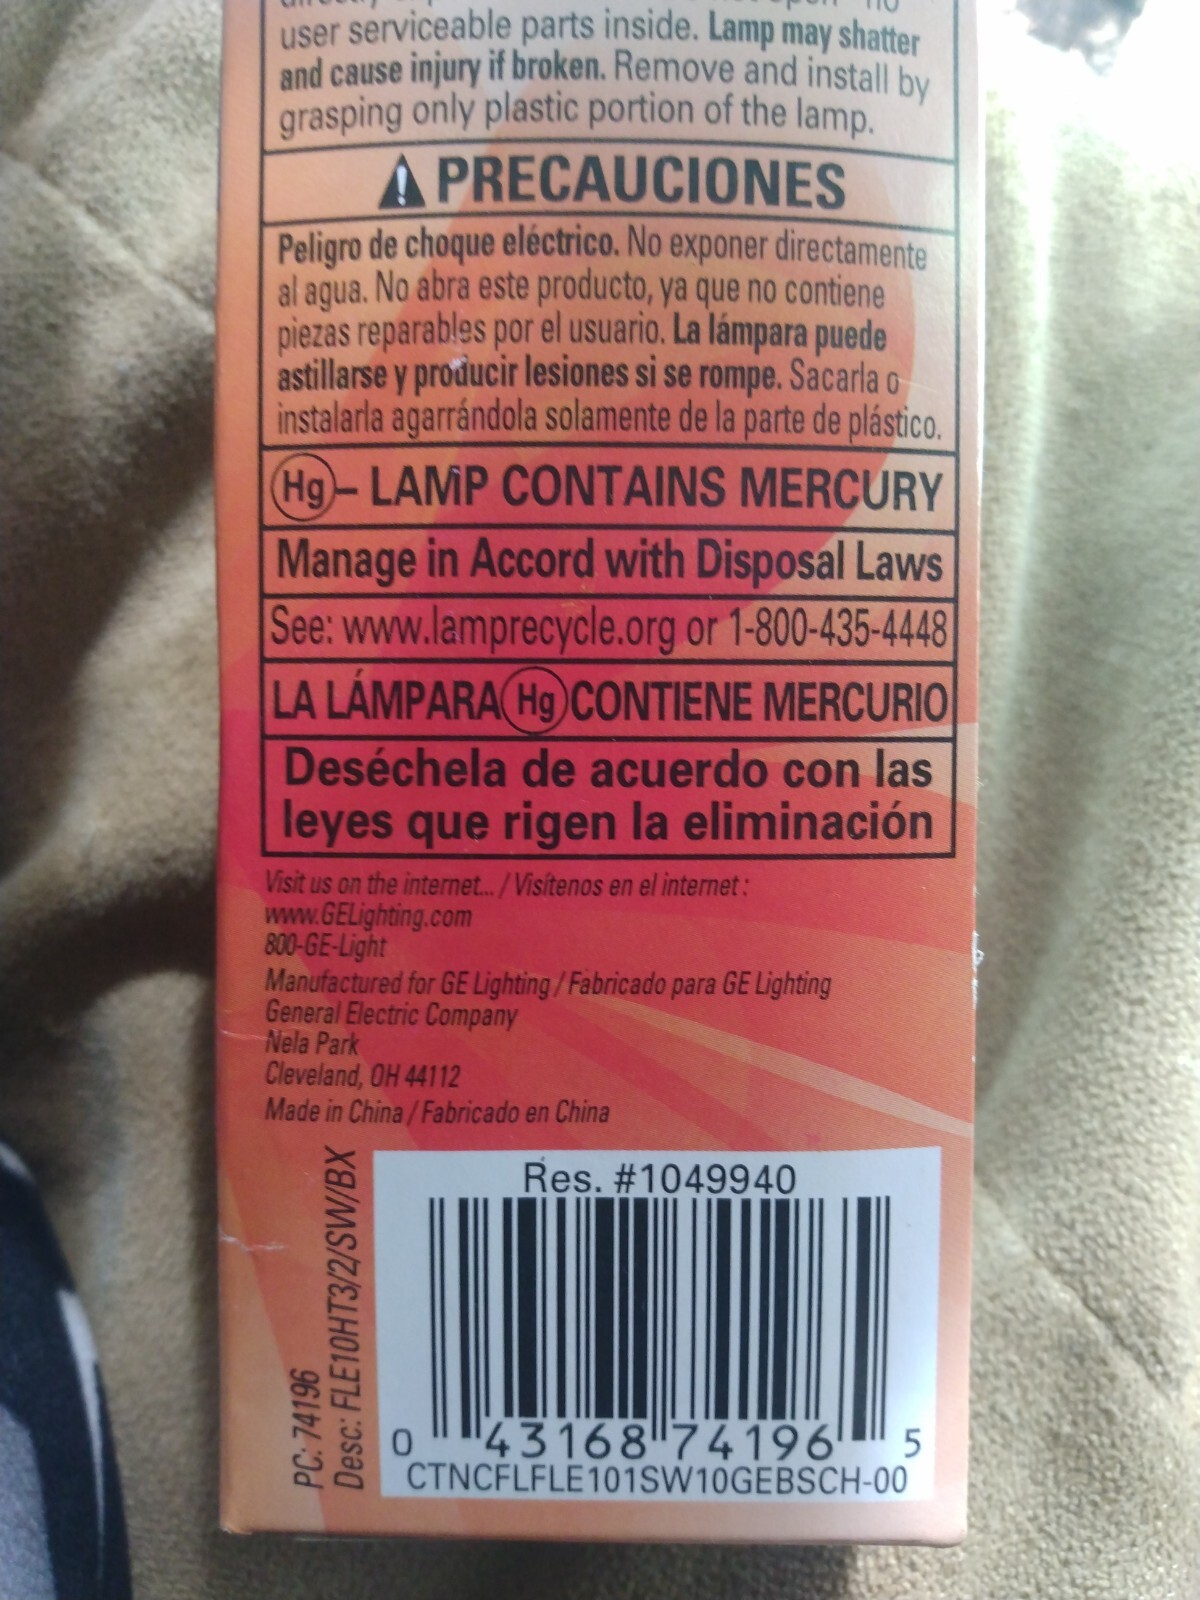 user serviceable parts inside. Lamp may shatter
and cause injury if broken. Remove and install by
grasping only plastic portion of the lamp.
PRECAUCIONES
Peligro de choque eléctrico. No exponer directamente
al agua. No abra este producto, ya que no contiene
piezas reparables por el usuario. La lámpara puede
astillarse y producir lesiones si se rompe. Sacarla o
instalarla agarrándola solamente de la parte de plástico.
Hg - LAMP CONTAINS MERCURY
Manage in Accord with Disposal Laws
See: www.lamprecycle.org or 1-800-435-4448
LA LÁMPARA Hg CONTIENE MERCURIO
Deséchela de acuerdo con las
leyes que rigen la eliminación
Visit us on the internet... / Visítenos en el internet :
www.GELighting.com
800-GE-Light
Manufactured for GE Lighting / Fabricado para GE Lighting
General Electric Company
Nela Park
Cleveland, OH 44112
Made in China / Fabricado en China
PC: 74196
Desc: FLE10HT3/2/SW/BX
Res. #1049940
0 43168 74196 5
CTNCFLFLE101SW10GEBSCH-00